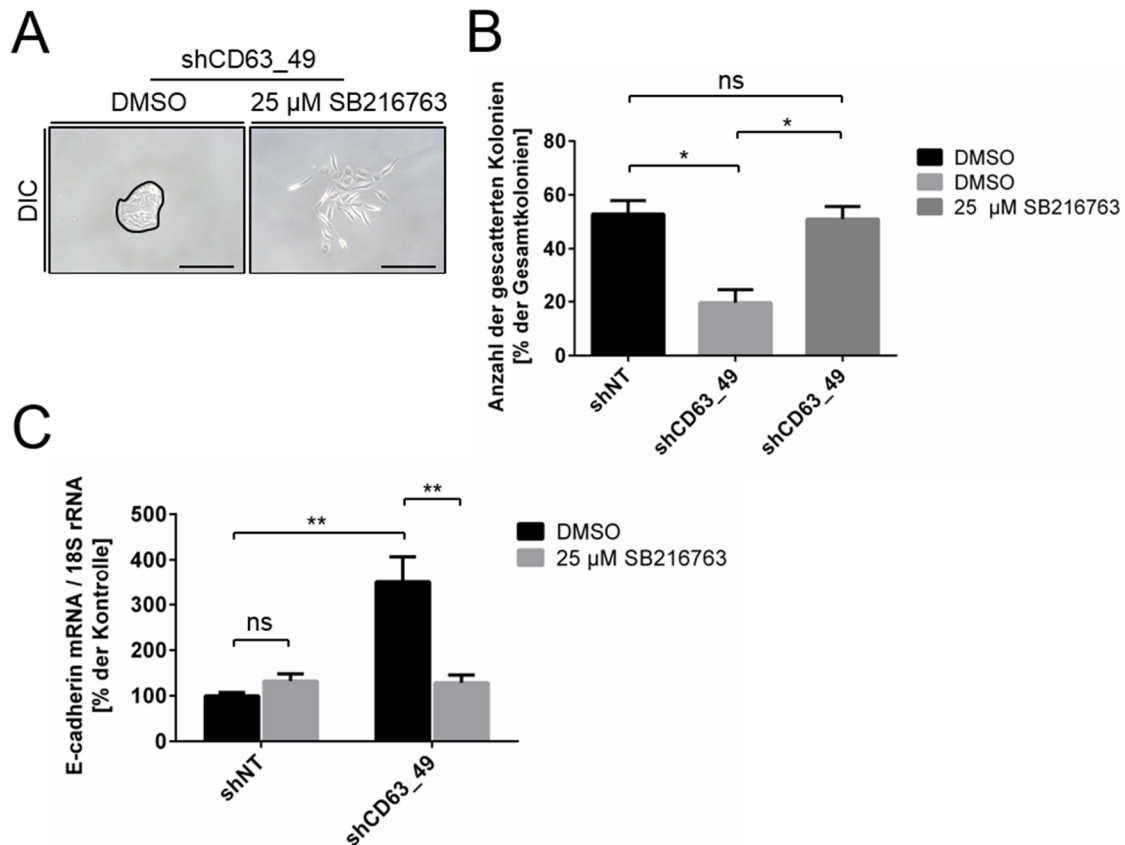 A
shCD63_49
DMSO
25 µM SB216763
DIC
B
ns
*
*
Anzahl der gescatterten Kolonien
[% der Gesamtkolonien]
80
60
40
20
0
shNT
shCD63_49
shCD63_49
DMSO
DMSO
25 µM SB216763
C
**
**
ns
E-cadherin mRNA / 18S rRNA
[% der Kontrolle]
500
400
300
200
100
0
shNT
shCD63_49
DMSO
25 µM SB216763